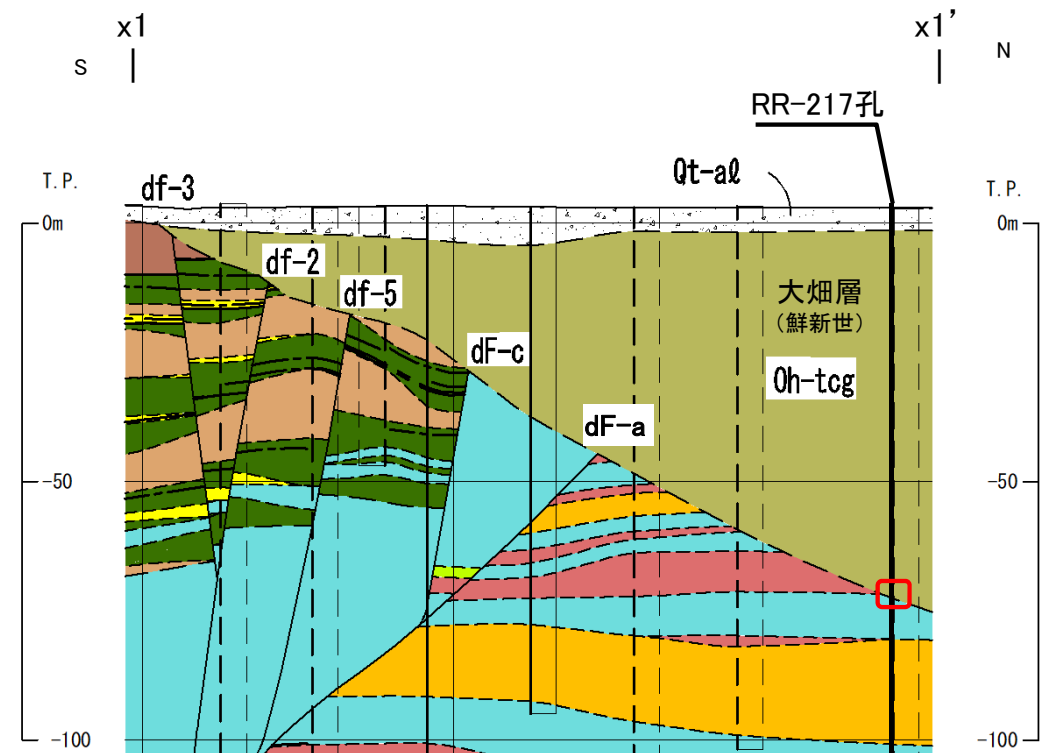 x1
x1’
S
N
RR-217孔
T.P.
T.P.
df-3
Qt-aℓ
0m
0m
df-2
df-5
大畑層
(鮮新世)
dF-c
Oh-tcg
dF-a
-50
-50
-100
-100